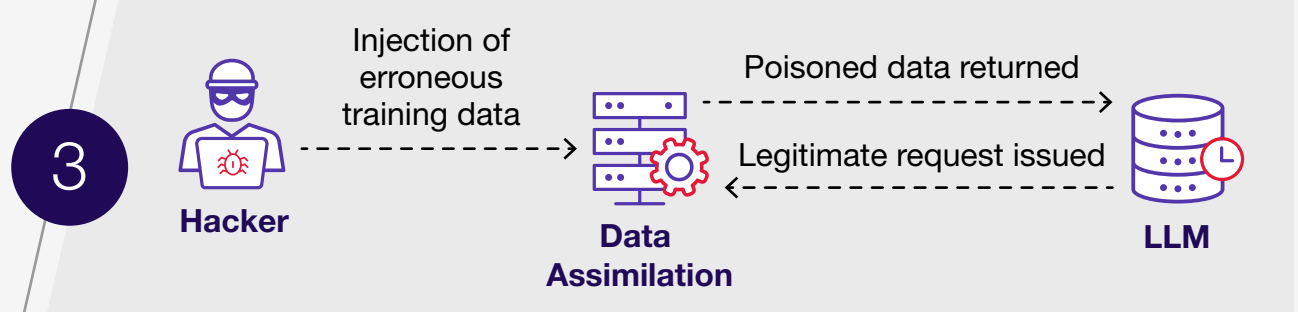 3
Injection of
erroneous
training data
Hacker
Poisoned data returned
Legitimate request issued
Data
Assimilation
LLM